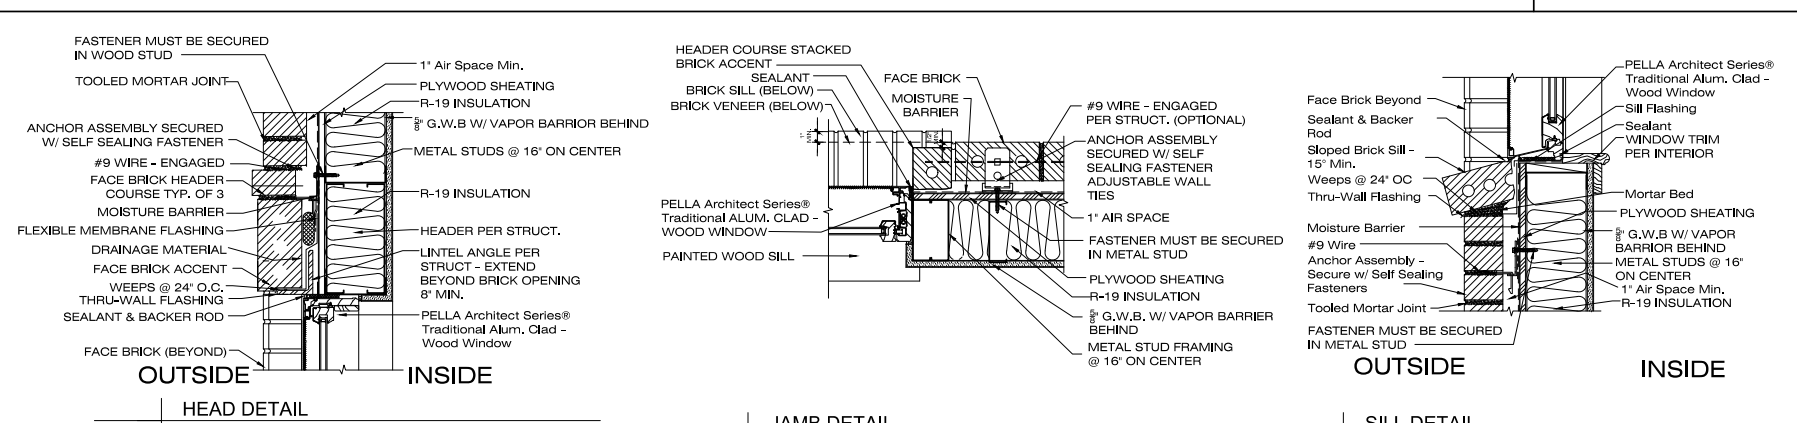 FASTENER MUST BE SECURED
IN WOOD STUD
TOOLED MORTAR JOINT
ANCHOR ASSEMBLY SECURED
W/ SELF SEALING FASTENER
#9 WIRE - ENGAGED
FACE BRICK HEADER
COURSE TYP. OF 3
MOISTURE BARRIER
FLEXIBLE MEMBRANE FLASHING
DRAINAGE MATERIAL
FACE BRICK ACCENT
WEEPS @ 24" O.C.
THRU-WALL FLASHING
SEALANT & BACKER ROD
FACE BRICK (BEYOND)
1" Air Space Min.
PLYWOOD SHEATING
R-19 INSULATION
G.W.B W/ VAPOR BARRIOR BEHIND
METAL STUDS @ 16" ON CENTER
R-19 INSULATION
HEADER PER STRUCT.
LINTEL ANGLE PER
STRUCT - EXTEND
BEYOND BRICK OPENING
8" MIN.
PELLA Architect Series®
Traditional Alum. Clad -
Wood Window
OUTSIDE
INSIDE
HEAD DETAIL
HEADER COURSE STACKED
BRICK ACCENT
SEALANT
BRICK SILL (BELOW)
BRICK VENEER (BELOW)
FACE BRICK
MOISTURE
BARRIER
1"
MIN.
1/2"
MIN.
PELLA Architect Series®
Traditional ALUM. CLAD -
WOOD WINDOW
PAINTED WOOD SILL
#9 WIRE - ENGAGED
PER STRUCT. (OPTIONAL)
ANCHOR ASSEMBLY
SECURED W/ SELF
SEALING FASTENER
ADJUSTABLE WALL
TIES
1" AIR SPACE
FASTENER MUST BE SECURED
IN METAL STUD
PLYWOOD SHEATING
R-19 INSULATION
G.W.B. W/ VAPOR BARRIER
BEHIND
METAL STUD FRAMING
@ 16" ON CENTER
JAMB DETAIL
Face Brick Beyond
Sealant & Backer
Rod
Sloped Brick Sill -
15° Min.
Weeps @ 24" OC
Thru-Wall Flashing
Moisture Barrier
#9 Wire
Anchor Assembly -
Secure w/ Self Sealing
Fasteners
Tooled Mortar Joint
FASTENER MUST BE SECURED
IN METAL STUD
PELLA Architect Series®
Traditional Alum. Clad -
Wood Window
Sill Flashing
Sealant
WINDOW TRIM
PER INTERIOR
Mortar Bed
PLYWOOD SHEATING
G.W.B W/ VAPOR
BARRIOR BEHIND
METAL STUDS @ 16"
ON CENTER
1" Air Space Min.
R-19 INSULATION
OUTSIDE
INSIDE
SILL DETAIL